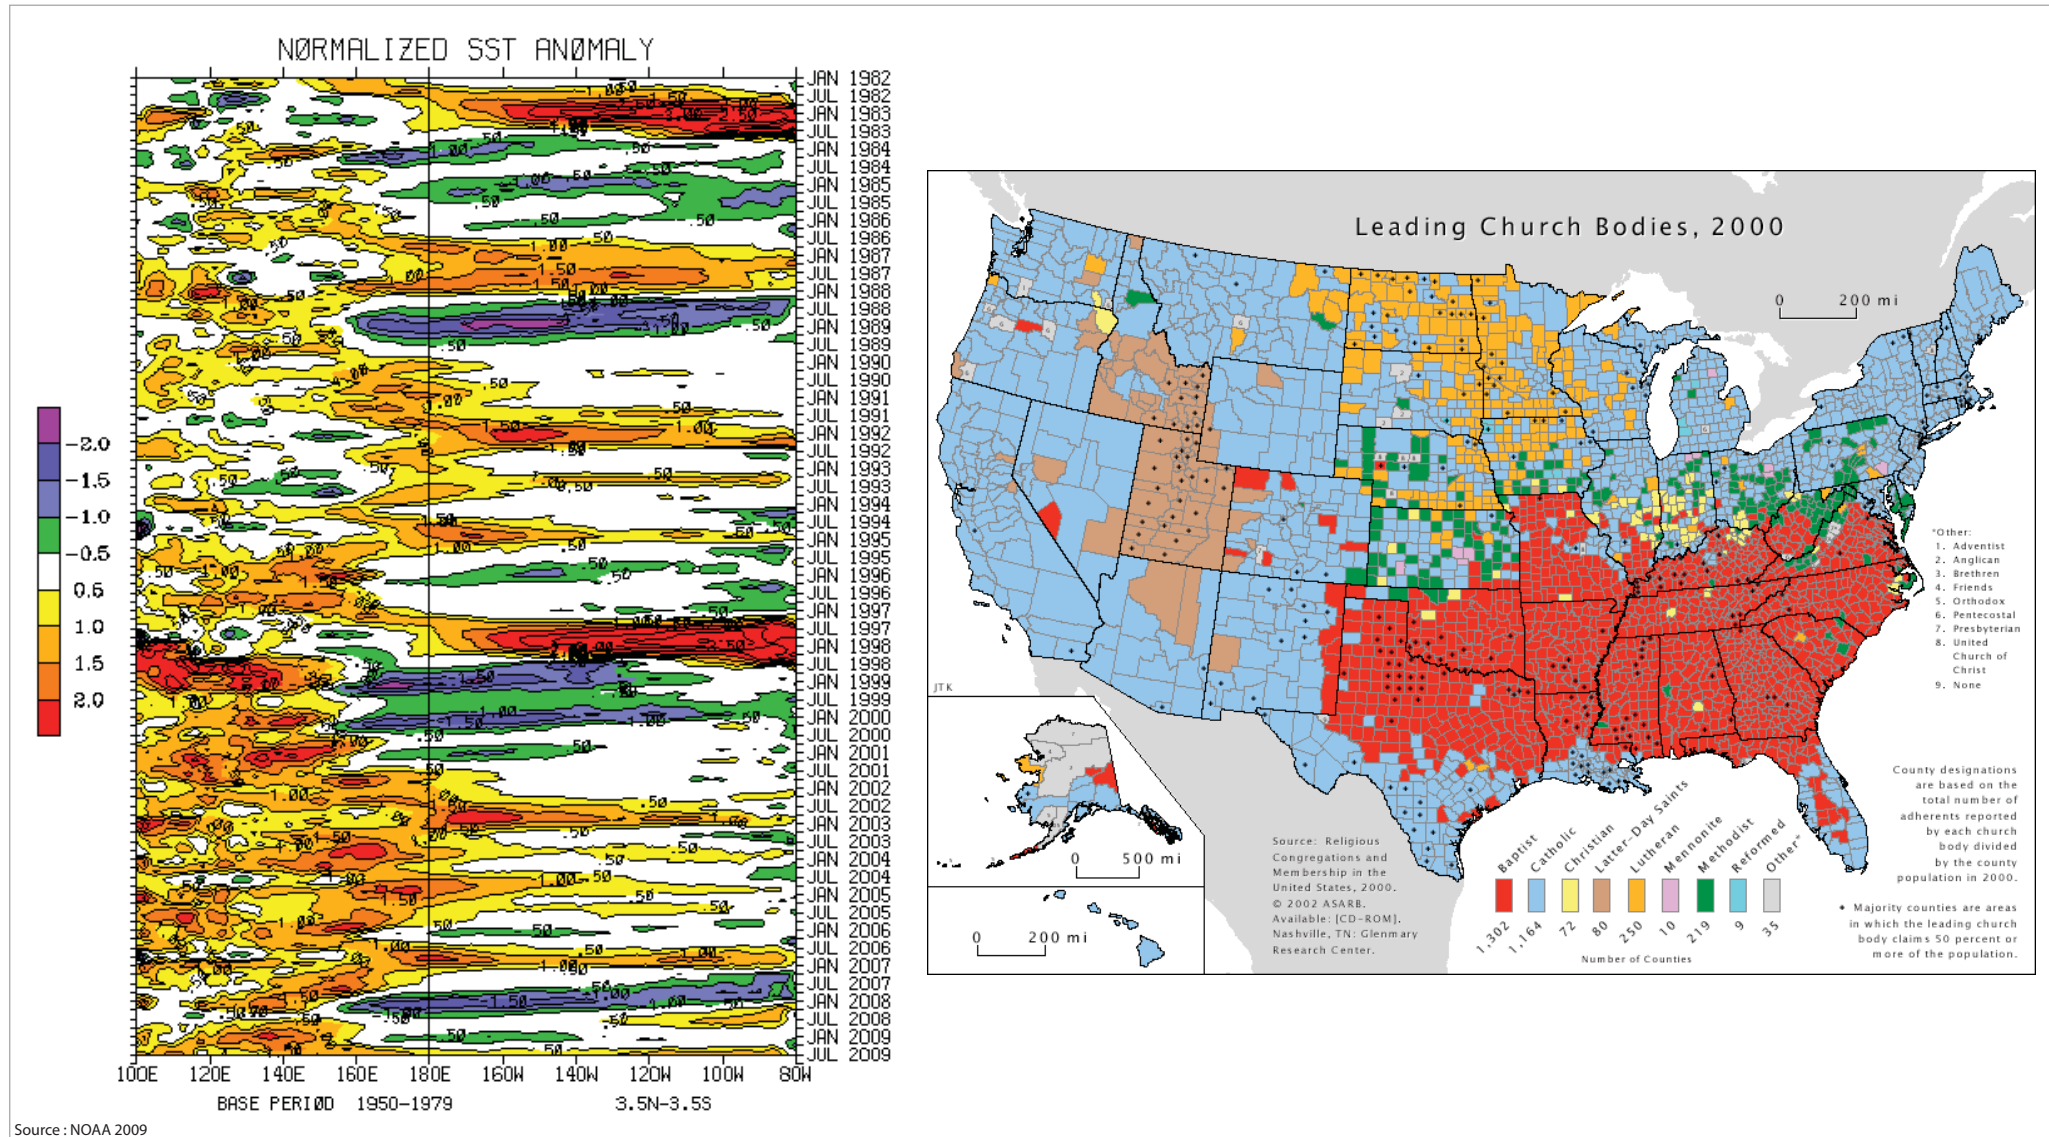 NØRMALIZED SST ANØMALY
JAN 1982
JUL 1982
JAN 1983
JUL 1983
JAN 1984
JUL 1984
JAN 1985
JUL 1985
JAN 1986
JUL 1986
JAN 1987
JUL 1987
JAN 1988
JUL 1988
JAN 1989
JUL 1989
JAN 1990
JUL 1990
JAN 1991
JUL 1991
JAN 1992
JUL 1992
JAN 1993
JUL 1993
JAN 1994
JUL 1994
JAN 1995
JUL 1995
JAN 1996
JUL 1996
JAN 1997
JUL 1997
JAN 1998
JUL 1998
JAN 1999
JUL 1999
JAN 2000
JUL 2000
JAN 2001
JUL 2001
JAN 2002
JUL 2002
JAN 2003
JUL 2003
JAN 2004
JUL 2004
JAN 2005
JUL 2005
JAN 2006
JUL 2006
JAN 2007
JUL 2007
JAN 2008
JUL 2008
JAN 2009
JUL 2009
-2.0
-1.5
-1.0
-0.5
0.6
1.0
1.5
2.0
100E 120E 140E 160E 180E 160W 140W 120W 100W 80W
BASE PERIØD 1950-1979 3.5N-3.5S
Source : NOAA 2009
Leading Church Bodies, 2000
0 200 mi
*Other:
1. Adventist
2. Anglican
3. Brethren
4. Friends
5. Orthodox
6. Pentecostal
7. Presbyterian
8. United
Church of
Christ
9. None
JTK
0 500 mi
0 200 mi
Source: Religious
Congregations and
Membership in the
United States, 2000.
© 2002 ASARB.
Available: [CD-ROM].
Nashville, TN: Glenmary
Research Center.
Baptist
Catholic
Christian
Latter-Day Saints
Lutheran
Mennonite
Methodist
Reformed
Other*
1,302
1,164
72
80
250
10
219
9
35
Number of Counties
County designations
are based on the
total number of
adherents reported
by each church
body divided
by the county
population in 2000.
Majority counties are areas
in which the leading church
body claims 50 percent or
more of the population.